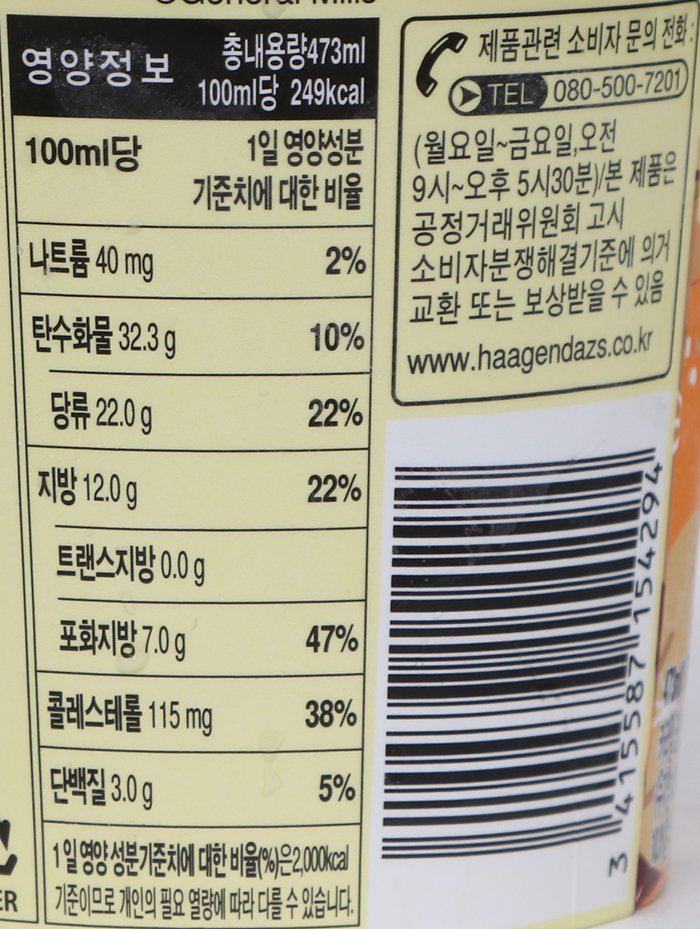 영양정보
총내용량473ml
100ml당 249kcal
100ml당
1일 영양성분
기준치에 대한 비율
나트륨 40 mg 2%
탄수화물 32.3 g 10%
당류 22.0 g 22%
지방 12.0 g 22%
트랜스지방 0.0 g
포화지방 7.0 g 47%
콜레스테롤 115 mg 38%
단백질 3.0 g 5%
1일 영양성분기준치에 대한 비율(%)은2,000kcal
기준이므로 개인의 필요 열량에 따라 다를 수 있습니다.
제품관련 소비자 문의 전화 :
TEL 080-500-7201
(월요일~금요일,오전
9시~오후 5시30분)/본 제품은
공정거래위원회 고시
소비자분쟁해결기준에 의거
교환 또는 보상받을 수 있음
www.haagendazs.co.kr
3 415587 154294